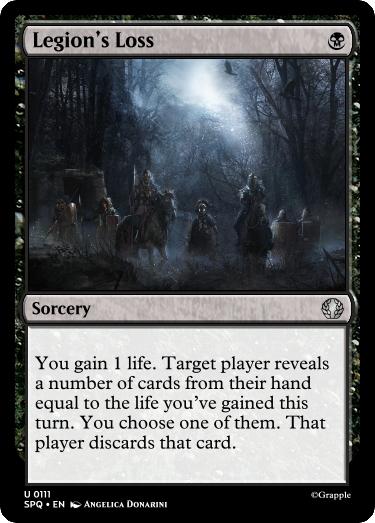 Legion's Loss
Sorcery
You gain 1 life. Target player reveals
a number of cards from their hand
equal to the life you've gained this
turn. You choose one of them. That
player discards that card.
U 0111
SPQ • EN Angelica Donarini
©Grapple